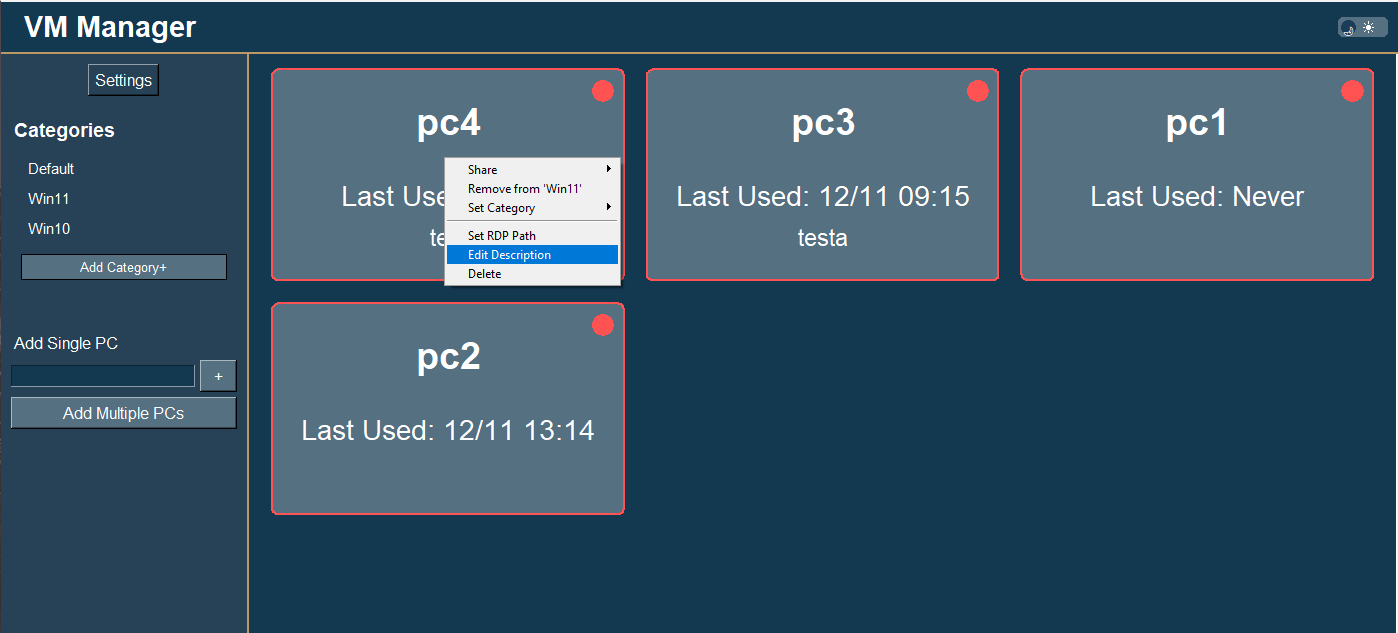 VM Manager
Settings
Categories
Default
Win11
Win10
Add Category+
Add Single PC
+
Add Multiple PCs
pc4
Last Use
te
Share
Remove from 'Win11'
Set Category
Set RDP Path
Edit Description
Delete
pc3
Last Used: 12/11 09:15
testa
pc1
Last Used: Never
pc2
Last Used: 12/11 13:14